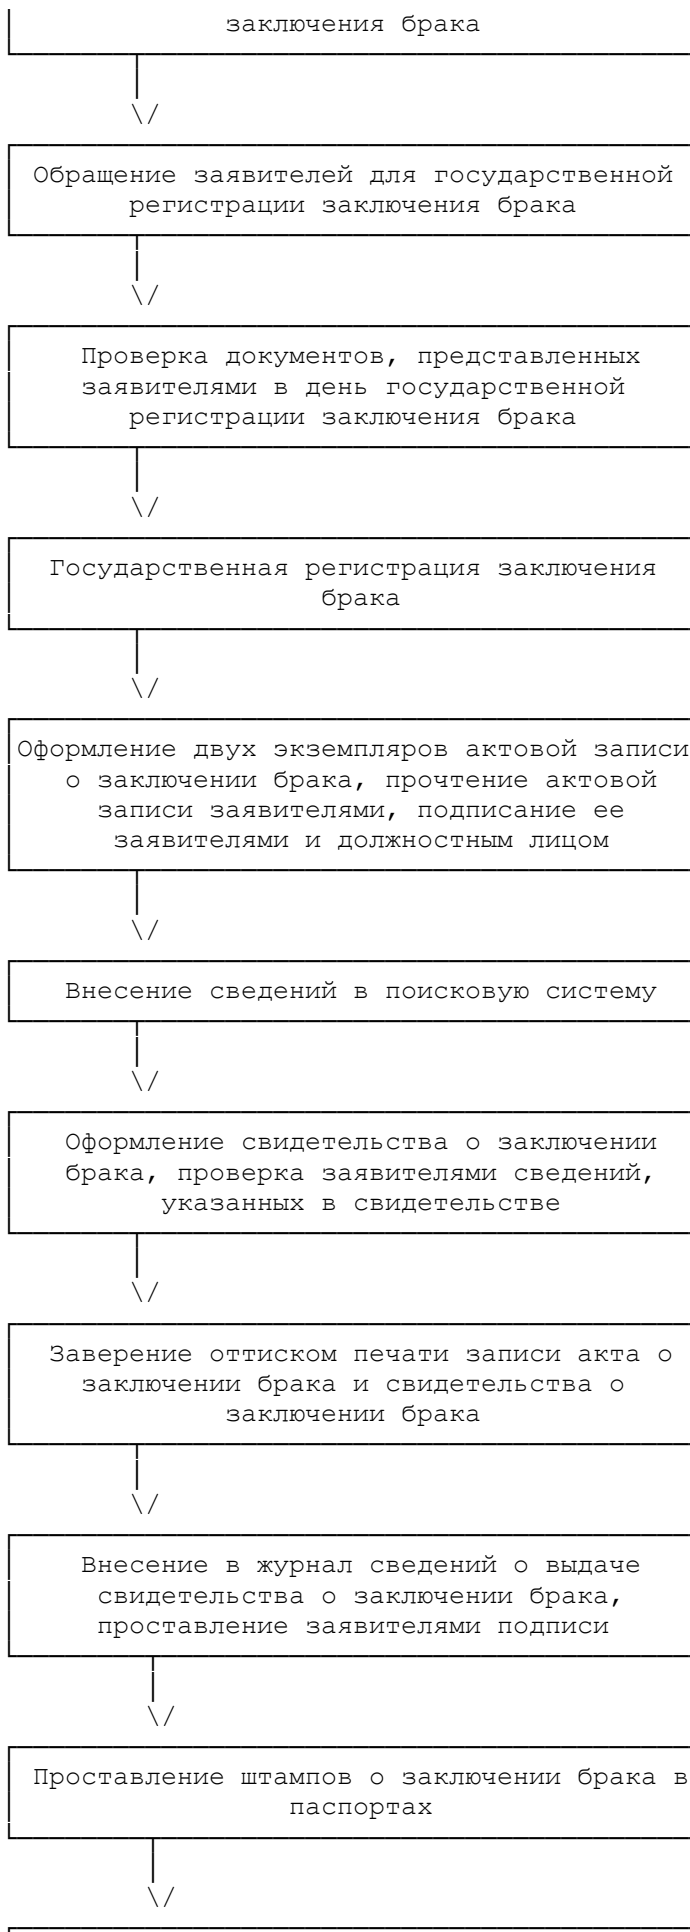 заключения брака
Обращение заявителей для государственной
регистрации заключения брака
Проверка документов, представленных
заявителями в день государственной
регистрации заключения брака
Государственная регистрация заключения
брака
Оформление двух экземпляров актовой записи
о заключении брака, прочтение актовой
записи заявителями, подписание ее
заявителями и должностным лицом
Внесение сведений в поисковую систему
Оформление свидетельства о заключении
брака, проверка заявителями сведений,
указанных в свидетельстве
Заверение оттиском печати записи акта о
заключении брака и свидетельства о
заключении брака
Внесение в журнал сведений о выдаче
свидетельства о заключении брака,
проставление заявителями подписи
Проставление штампов о заключении брака в
паспортах